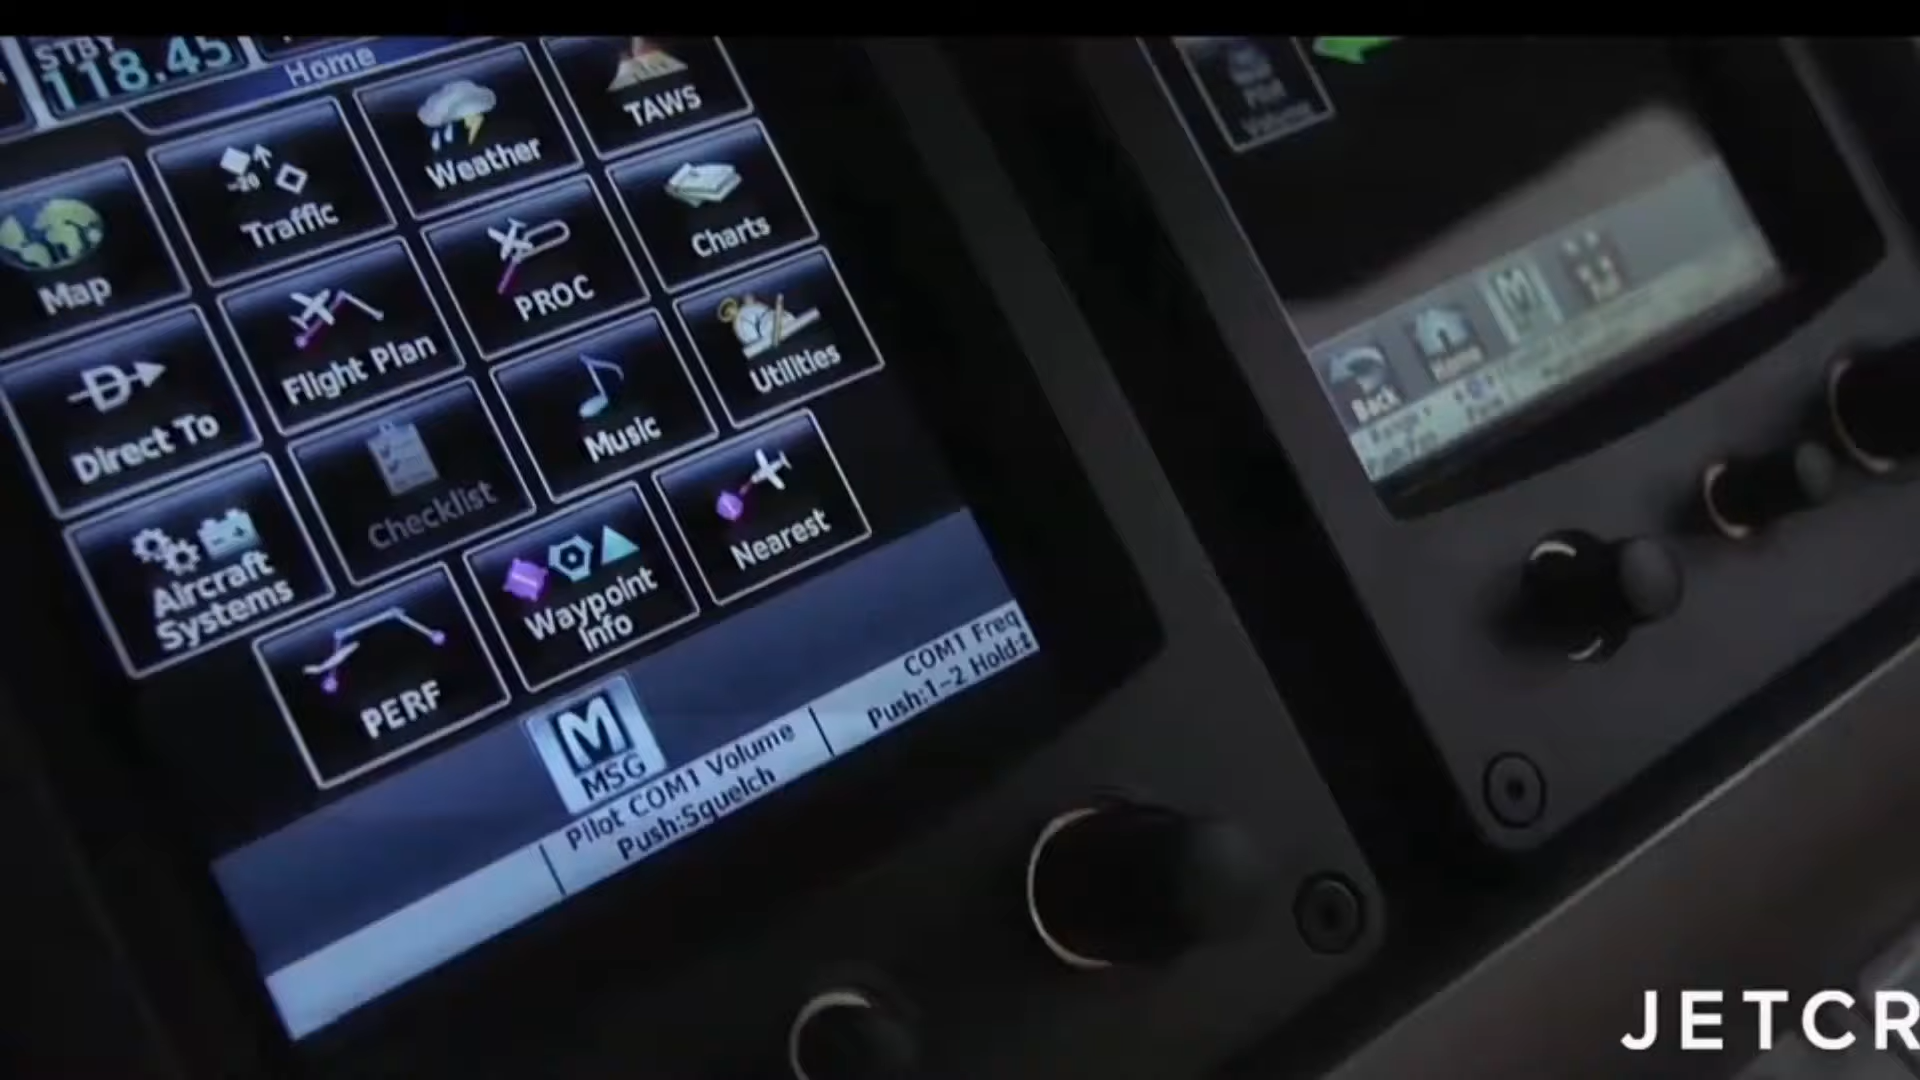 STBY
118.45
Home
TAWS
Weather
Traffic
Map
Charts
PROC
Flight Plan
Direct To
Utilities
Music
Checklist
Aircraft
Systems
Nearest
Waypoint
Info
PERF
MSG
Pilot COM1 Volume
Push:Squelch
COM1 Freq
Push:1-2 Hold:↕
Back
Home
JETCR